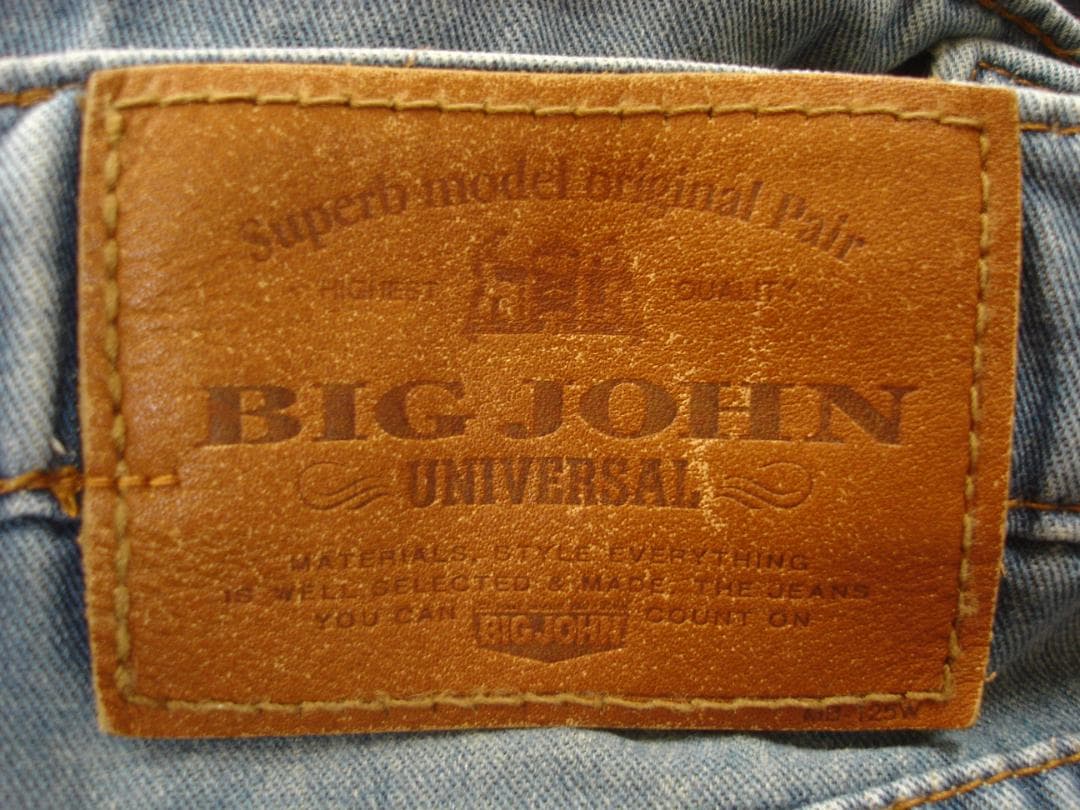 Superb model original Pair
HIGHEST QUALITY
BIG JOHN
UNIVERSAL
MATERIALS, STYLE EVERYTHING
IS WELL SELECTED & MADE, THE JEANS
YOU CAN BIG JOHN COUNT ON